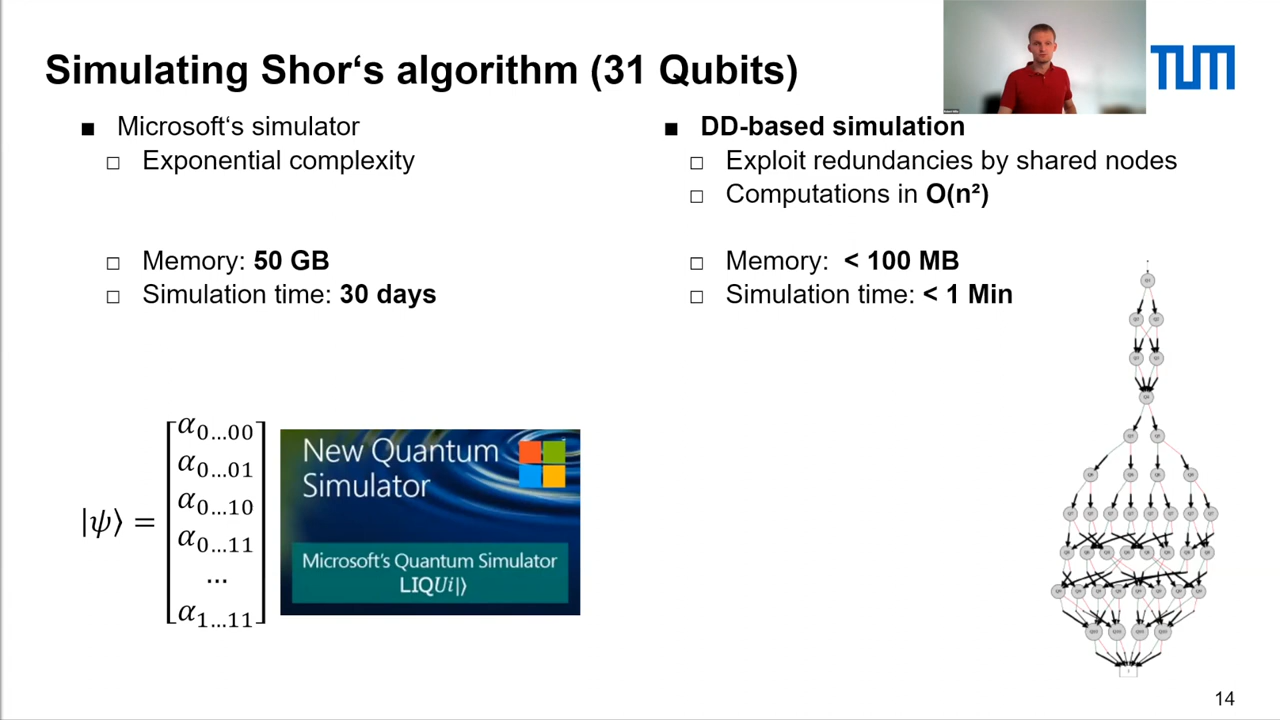 Simulating Shor‘s algorithm (31 Qubits)
TUM
■ Microsoft‘s simulator
□ Exponential complexity
□ Memory: 50 GB
□ Simulation time: 30 days
■ DD-based simulation
□ Exploit redundancies by shared nodes
□ Computations in O(n²)
□ Memory: < 100 MB
□ Simulation time: < 1 Min
|ψ⟩ =
α0…00
α0…01
α0…10
α0…11
…
α1…11
New Quantum
Simulator
Microsoft's Quantum Simulator
LIQUi|⟩
14